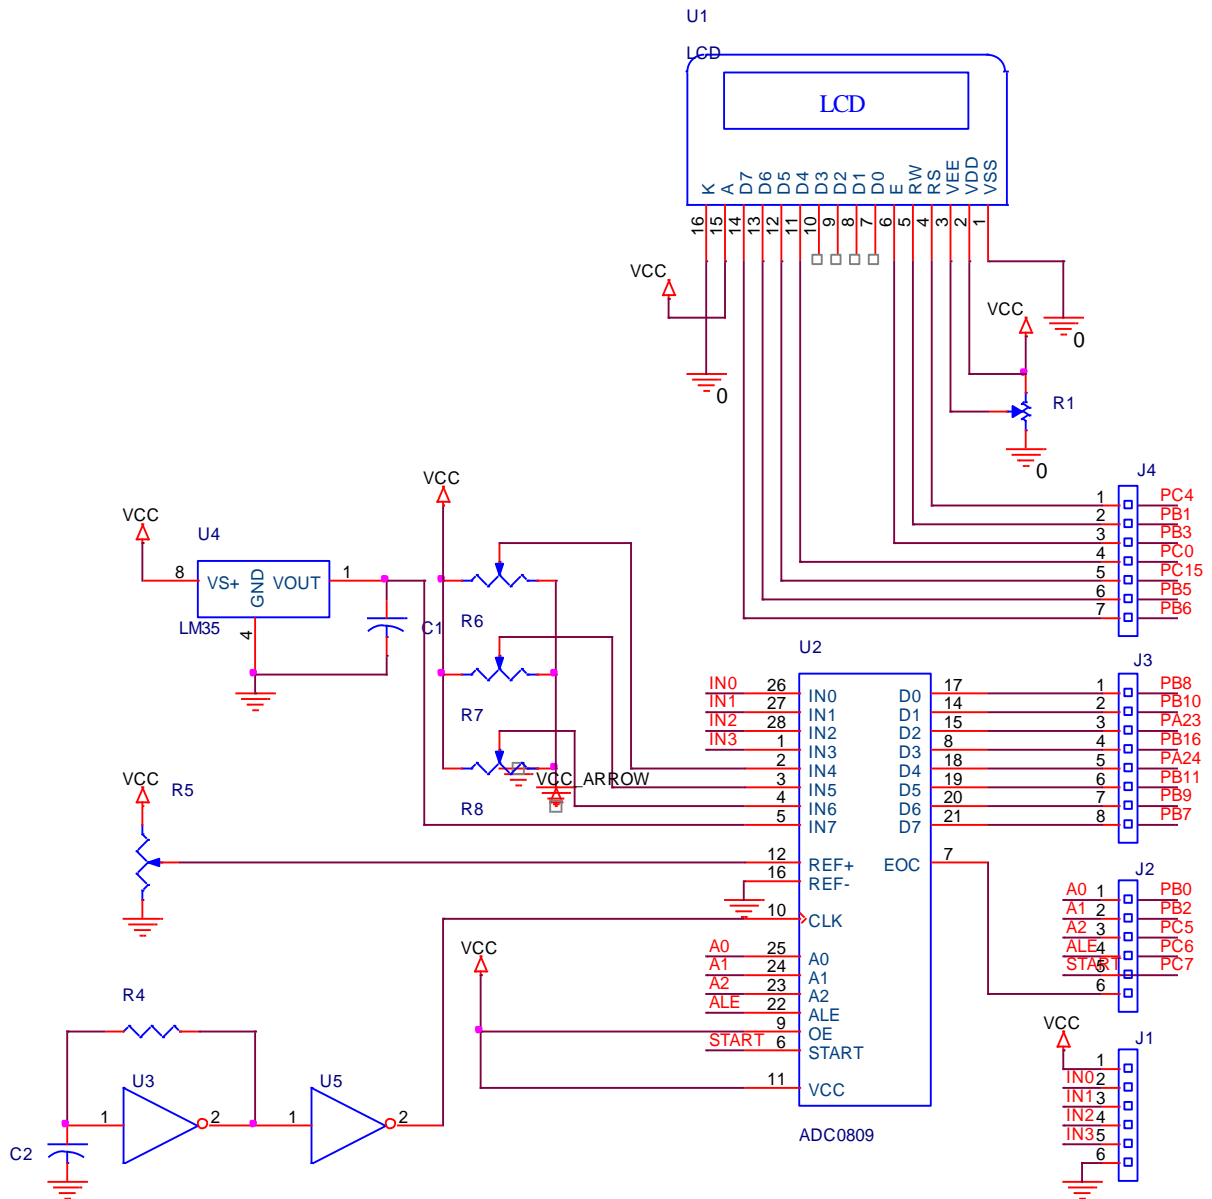 U1
LCD
LCD
K A D7 D6 D5 D4 D3 D2 D1 D0 E RW RS VEE VDD VSS
16 15 14 13 12 11 10 9 8 7 6 5 4 3 2 1
VCC
0
VCC
0
R1
0
J4
1 PC4
2 PB1
3 PB3
4 PC0
5 PC15
6 PB5
7 PB6
VCC
U4
8 VS+ GND VOUT 1
4
LM35
C1
VCC
R6
R7
R8
VCC_ARROW
VCC
R5
U2
IN0 26 IN0 D0 17
IN1 27 IN1 D1 14
IN2 28 IN2 D2 15
IN3 1 IN3 D3 8
2 IN4 D4 18
3 IN5 D5 19
4 IN6 D6 20
5 IN7 D7 21
12 REF+ EOC 7
16 REF-
10 CLK
A0 25 A0
A1 24 A1
A2 23 A2
ALE 22 ALE
9 OE
START 6 START
11 VCC
ADC0809
VCC
J3
1 PB8
2 PB10
3 PA23
4 PB16
5 PA24
6 PB11
7 PB9
8 PB7
J2
A0 1 PB0
A1 2 PB2
A2 3 PC5
ALE 4 PC6
START 5 PC7
6
VCC
J1
1
IN0 2
IN1 3
IN2 4
IN3 5
6
R4
U3
1 2
U5
1 2
C2